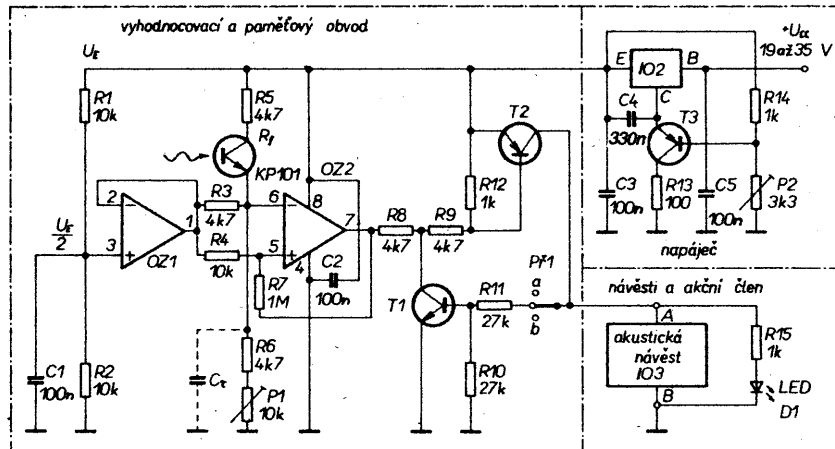 vyhodnocovací a paměťový obvod
U_E
R1
10k
R5
4k7
R_f
KP101
OZ2
2
3
1
OZ1
U_E/2
R3
4k7
R4
10k
6
5
8
7
4
C2
100n
R7
1M
R6
4k7
P1
10k
C_τ
C1
100n
R2
10k
R8
4k7
R9
4k7
R12
1k
T2
T1
R11
27k
R10
27k
Př1
a
b
+U_cc
19 až 35 V
E
IO2
B
C
C4
330n
T3
R14
1k
C3
100n
R13
100
C5
100n
P2
3k3
napáječ
návěsti a akční člen
A
akustická
návěst
IO3
B
R15
1k
LED
D1